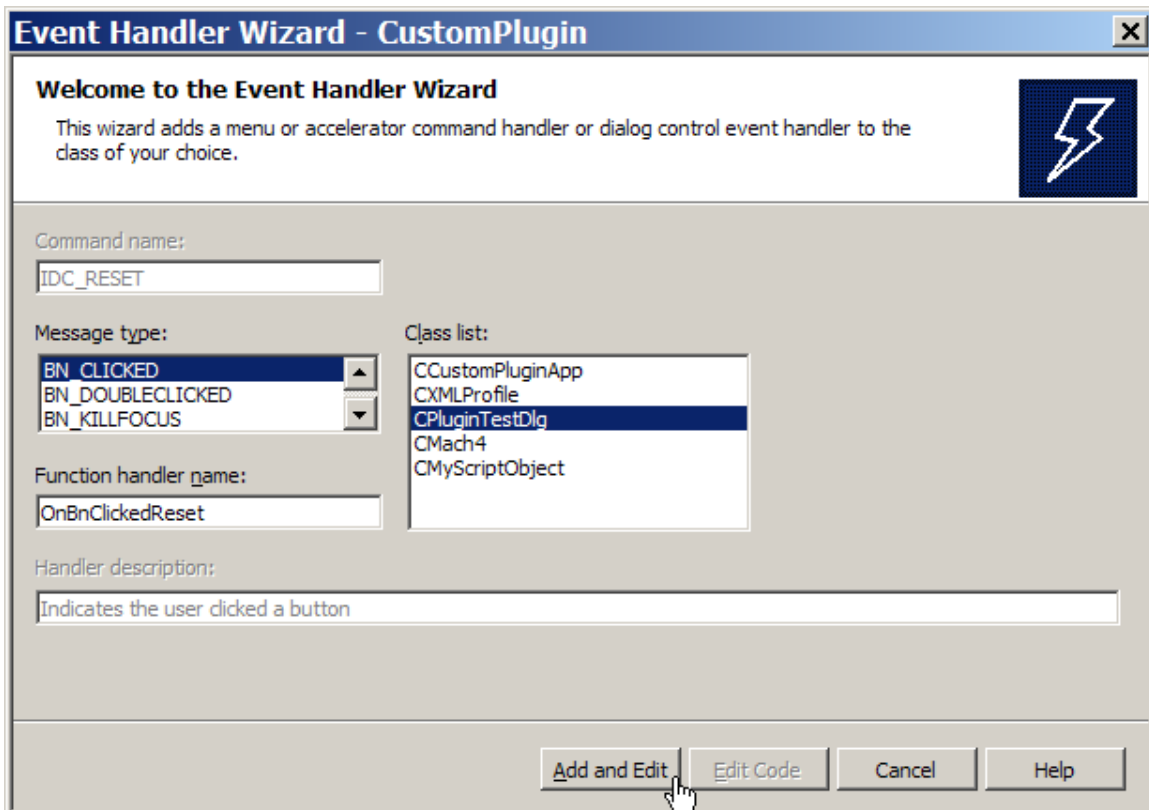 Event Handler Wizard - CustomPlugin
Welcome to the Event Handler Wizard
This wizard adds a menu or accelerator command handler or dialog control event handler to the
class of your choice.
Command name:
IDC_RESET
Message type:
BN_CLICKED
BN_DOUBLECLICKED
BN_KILLFOCUS
Class list:
CCustomPluginApp
CXMLProfile
CPluginTestDlg
CMach4
CMyScriptObject
Function handler name:
OnBnClickedReset
Handler description:
Indicates the user clicked a button
Add and Edit
Edit Code
Cancel
Help